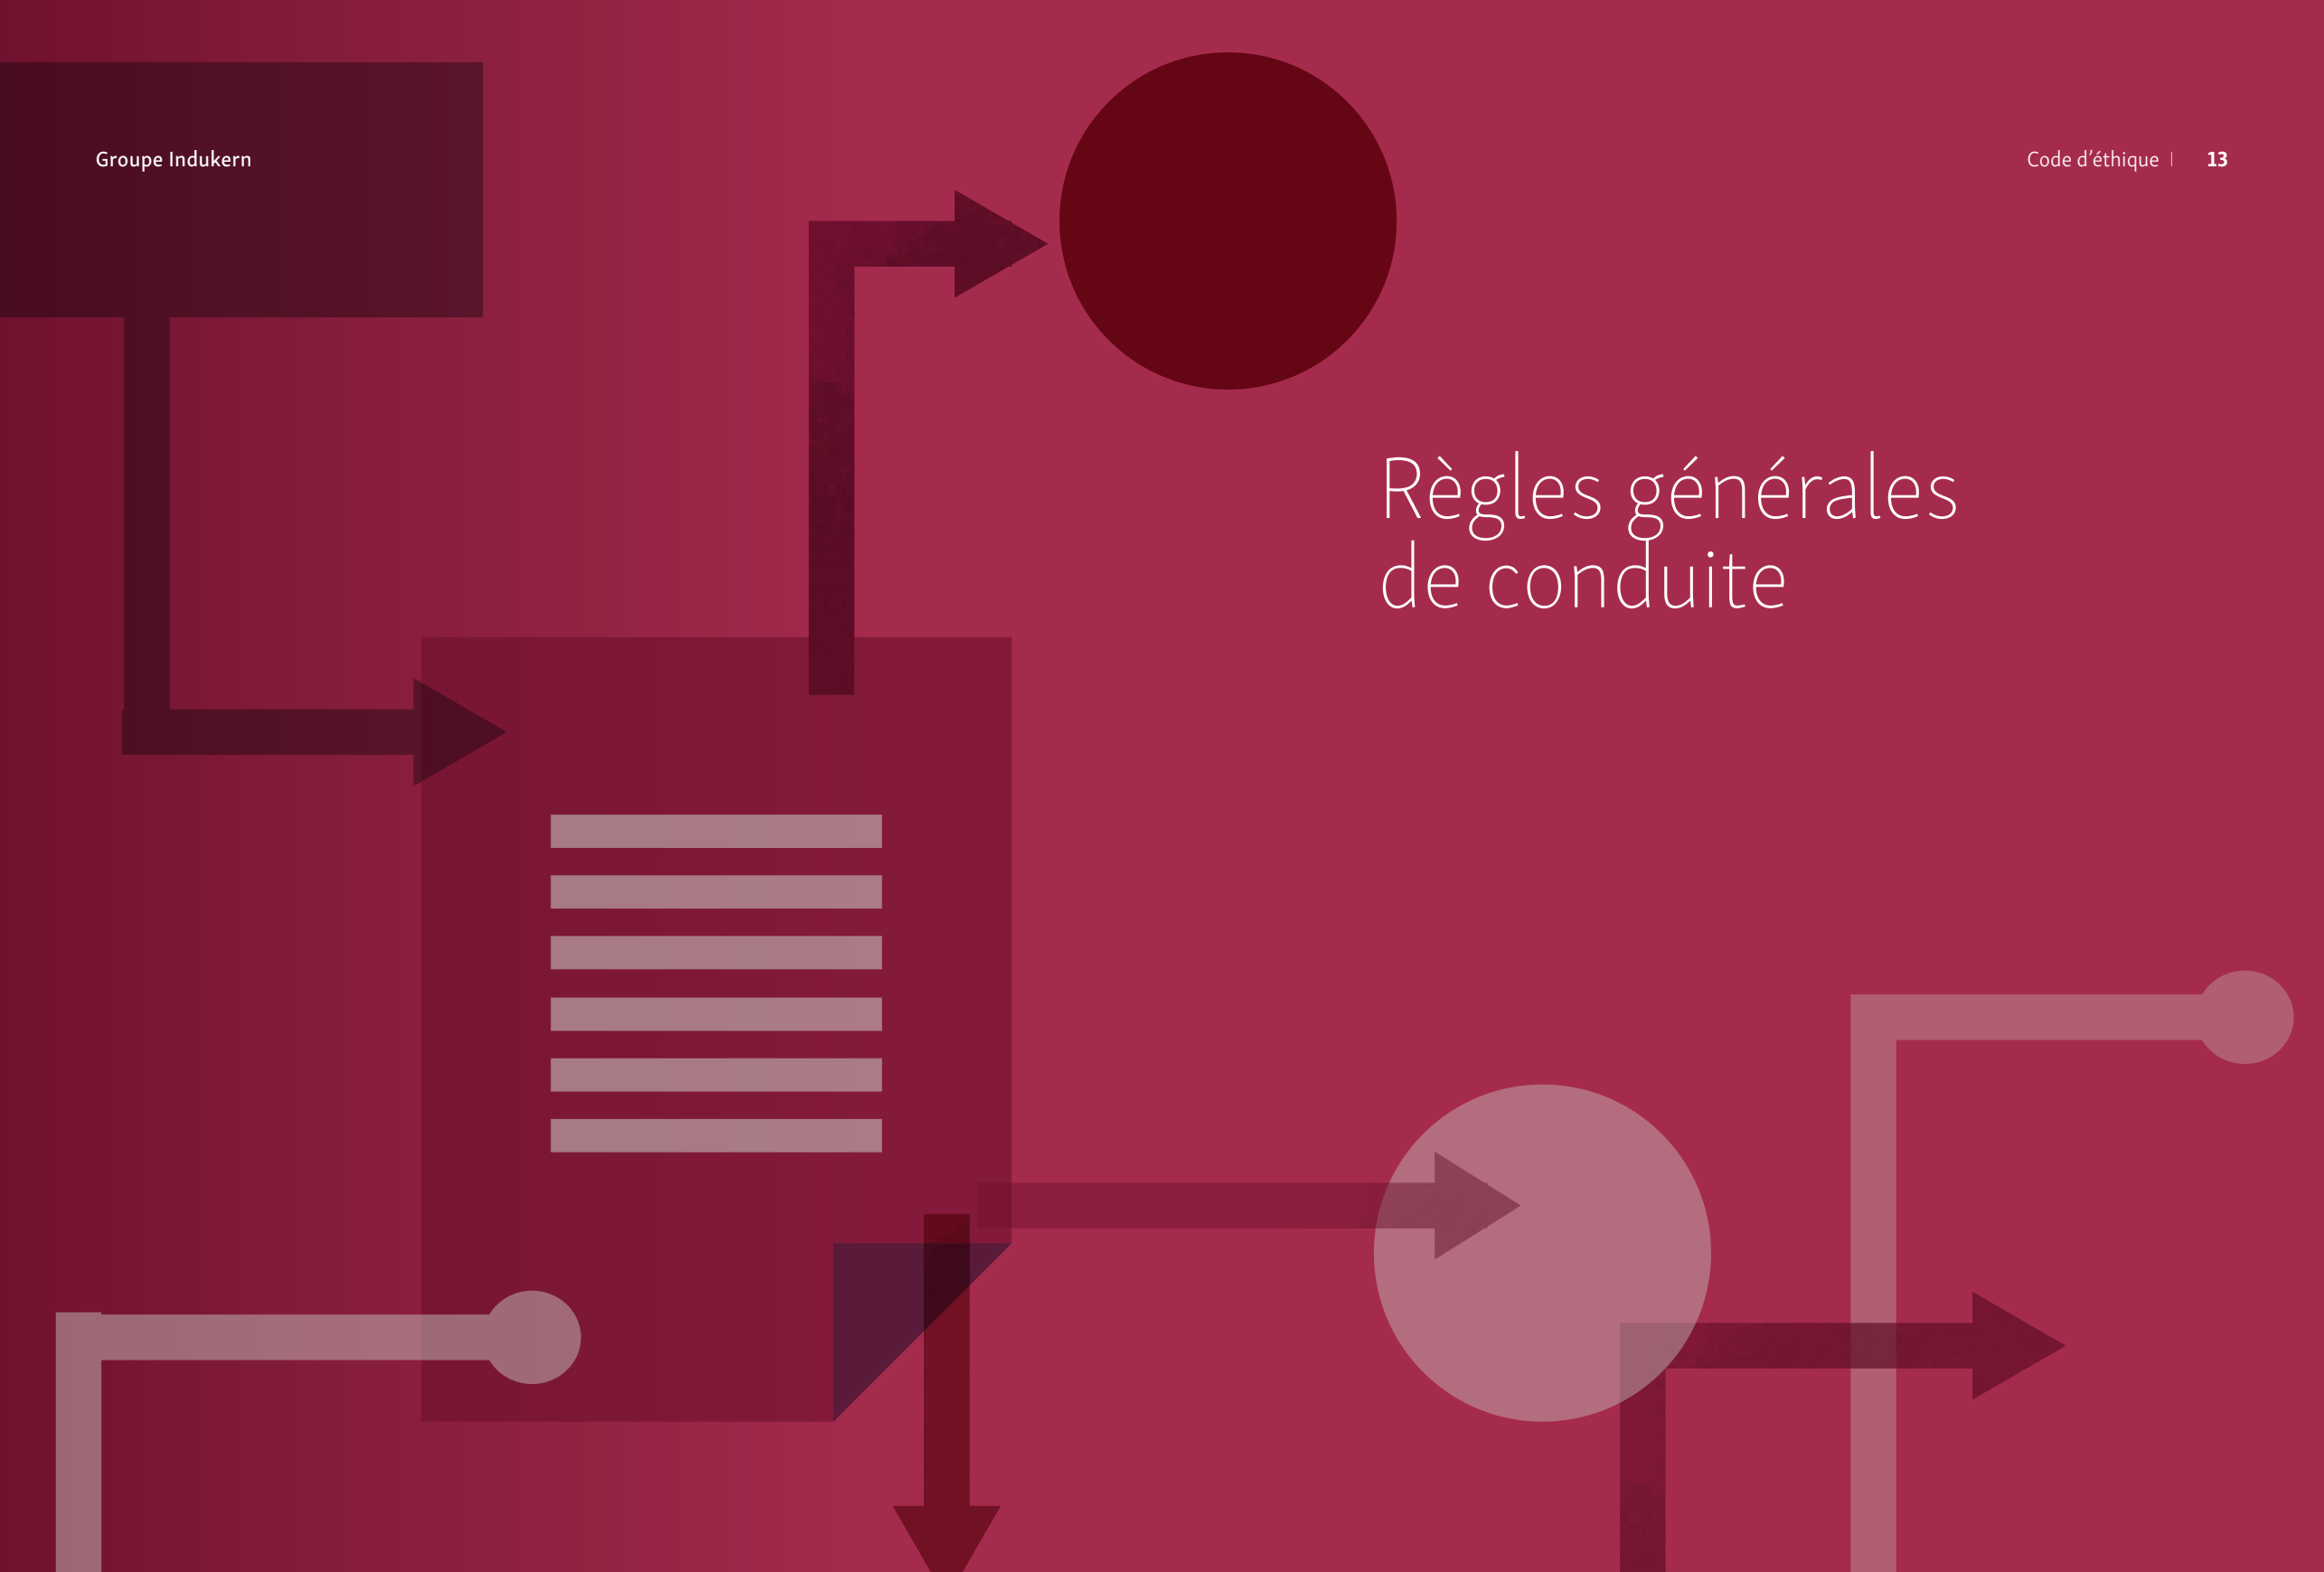 Groupe Indukern
Code d’éthique | 13
Règles générales
de conduite